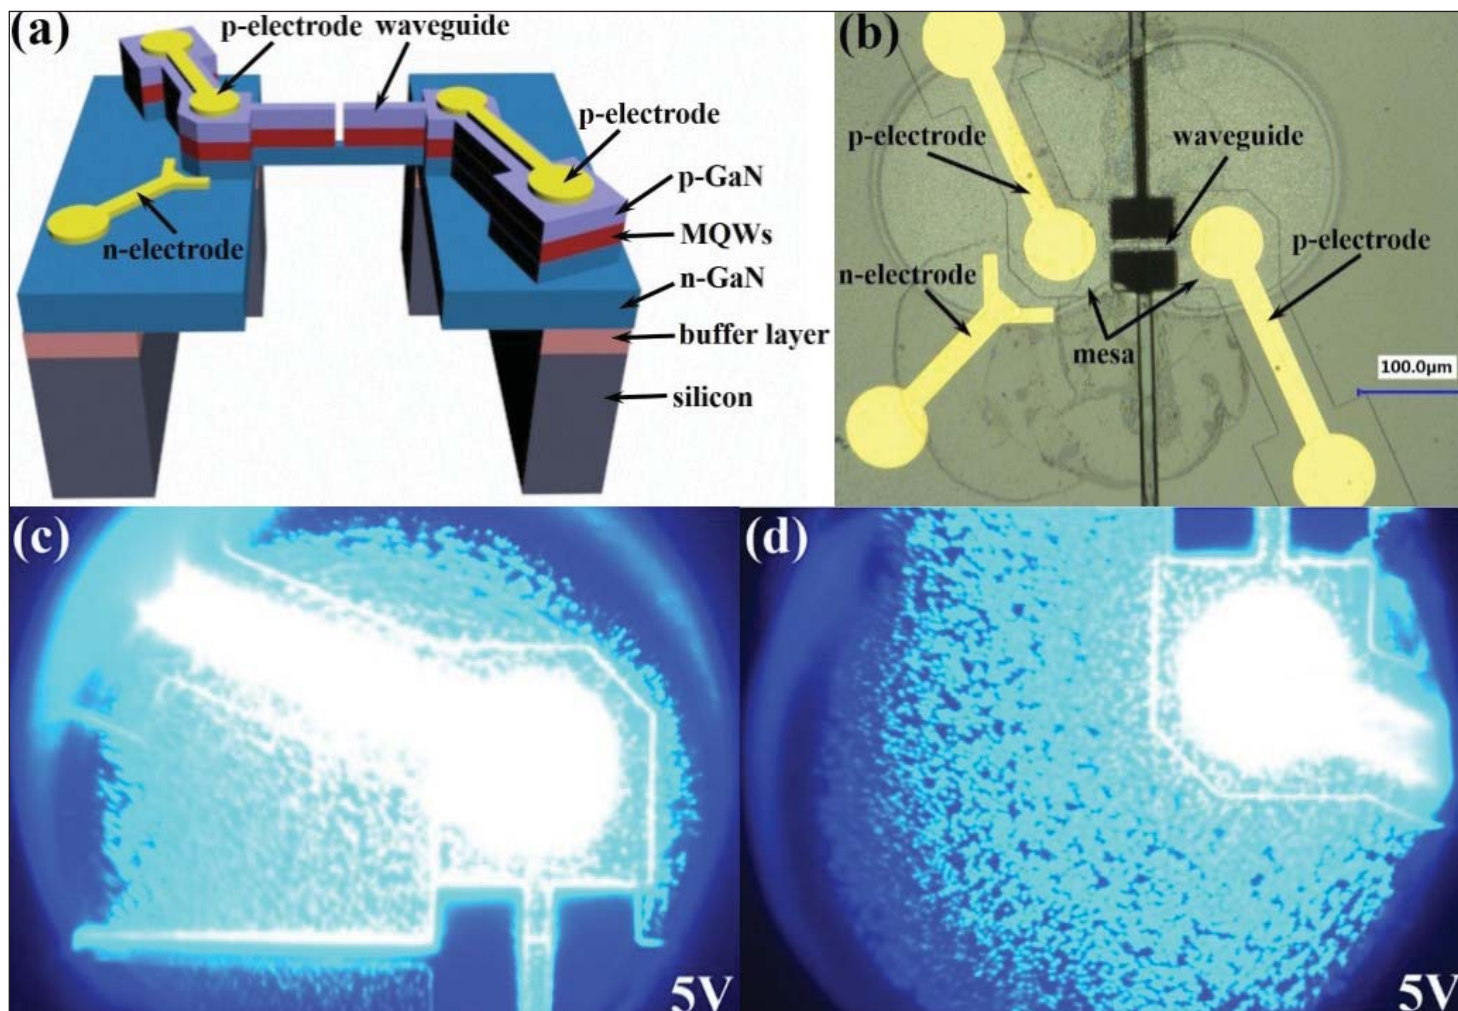 (a)
p-electrode
waveguide
p-electrode
p-GaN
MQWs
n-electrode
n-GaN
buffer layer
silicon
(b)
p-electrode
waveguide
n-electrode
p-electrode
mesa
100.0μm
(c)
5V
(d)
5V